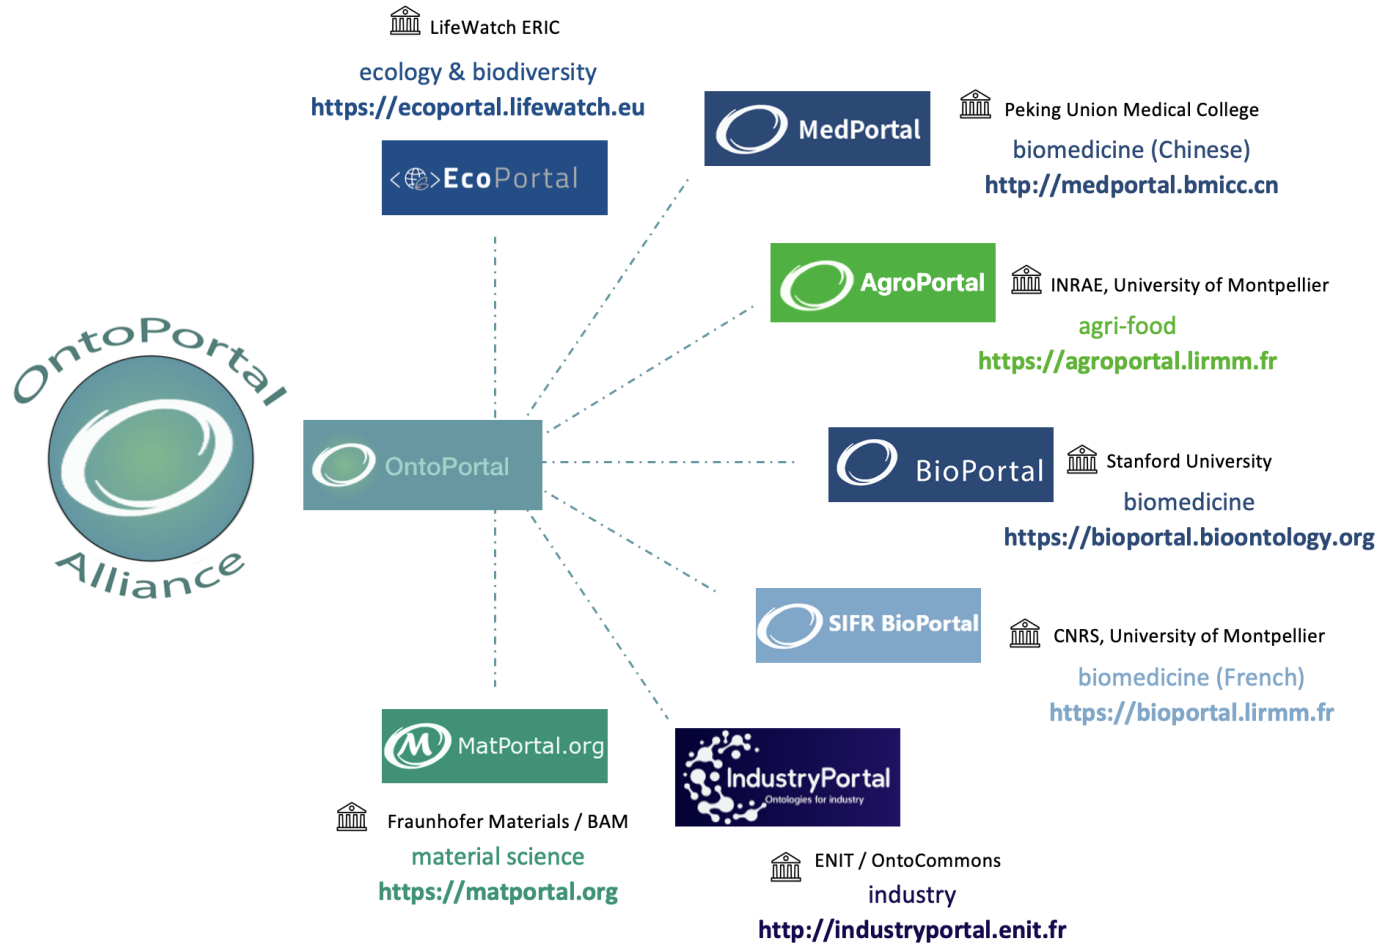 LifeWatch ERIC
ecology & biodiversity
https://ecoportal.lifewatch.eu
<>EcoPortal
MedPortal
Peking Union Medical College
biomedicine (Chinese)
http://medportal.bmicc.cn
AgroPortal
INRAE, University of Montpellier
agri-food
https://agroportal.lirmm.fr
OntoPortal
Alliance
OntoPortal
BioPortal
Stanford University
biomedicine
https://bioportal.bioontology.org
SIFR BioPortal
CNRS, University of Montpellier
biomedicine (French)
https://bioportal.lirmm.fr
M MatPortal.org
Fraunhofer Materials / BAM
material science
https://matportal.org
IndustryPortal
Ontologies for industry
ENIT / OntoCommons
industry
http://industryportal.enit.fr